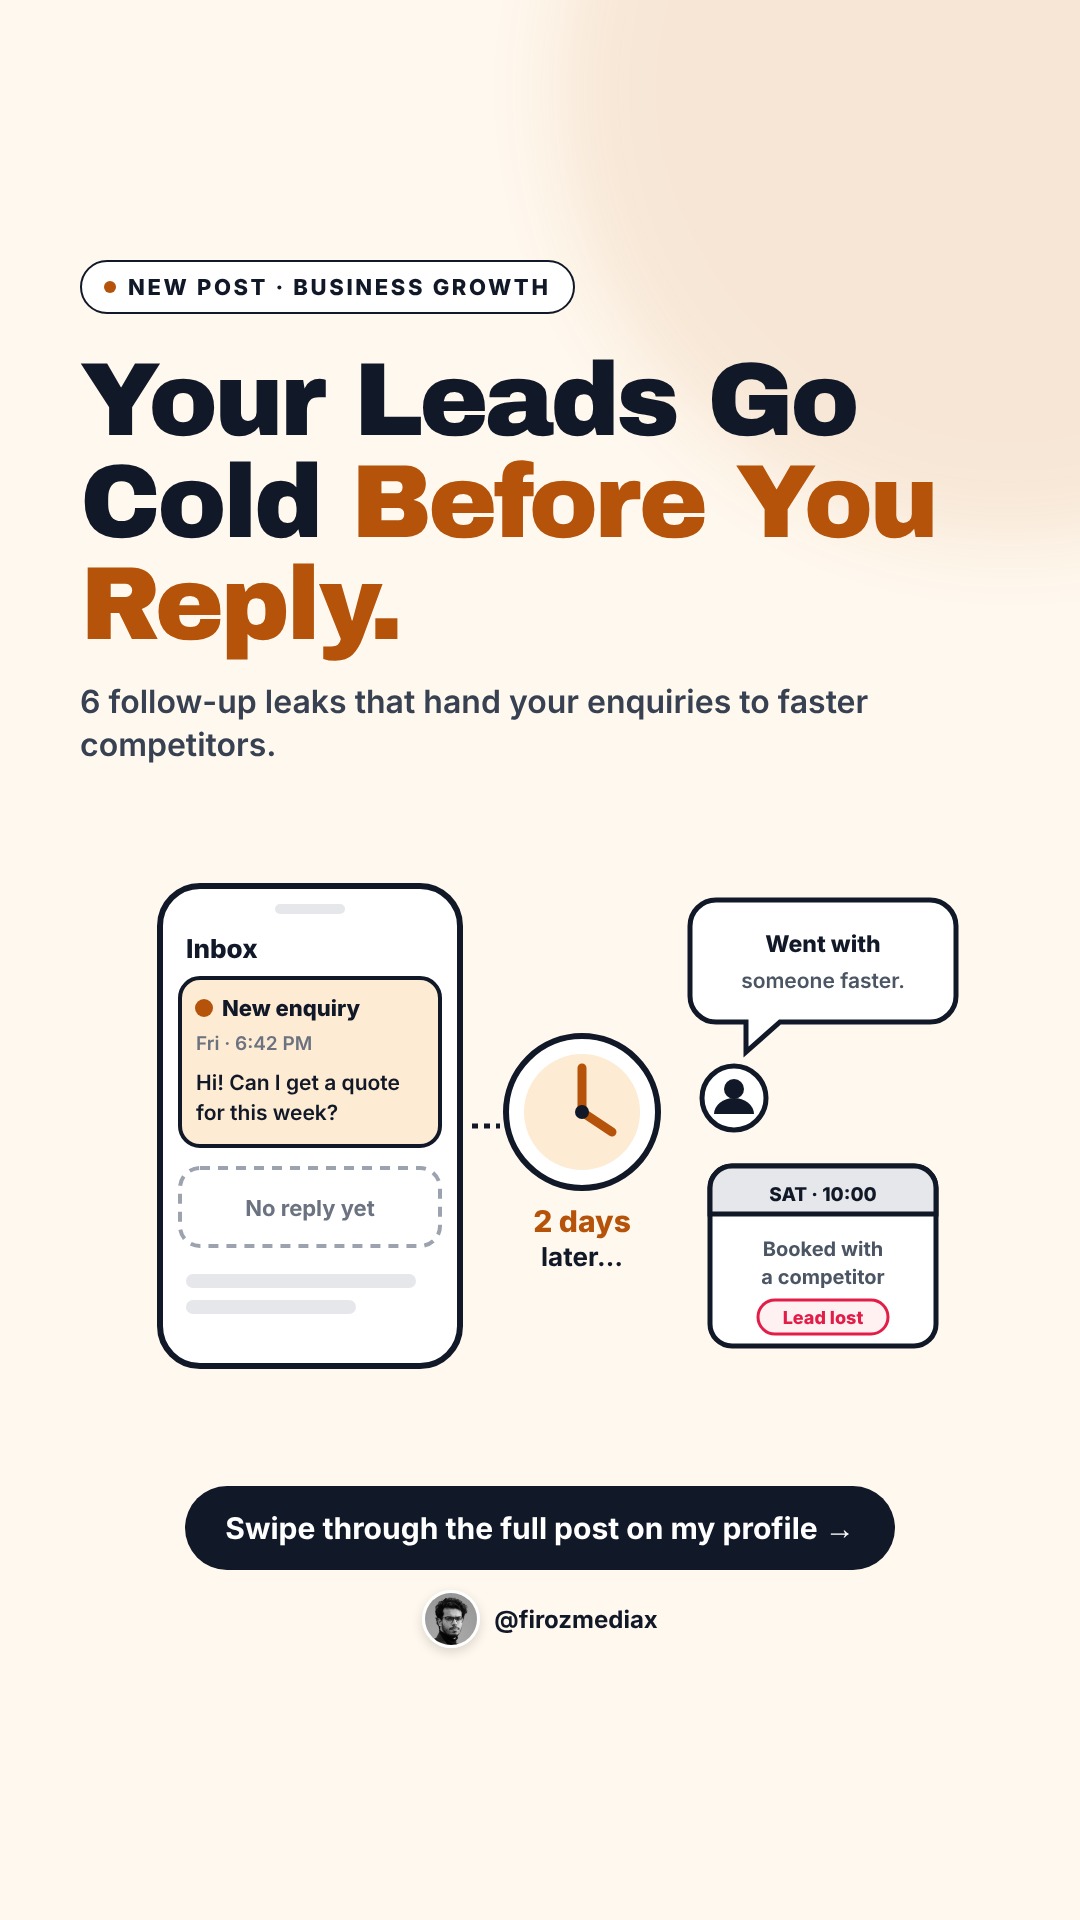 NEW POST · BUSINESS GROWTH
Your Leads Go
Cold Before You
Reply.
6 follow-up leaks that hand your enquiries to faster
competitors.
Inbox
New enquiry
Fri · 6:42 PM
Hi! Can I get a quote
for this week?
No reply yet
2 days
later...
Went with
someone faster.
SAT · 10:00
Booked with
a competitor
Lead lost
Swipe through the full post on my profile →
@firozmediax